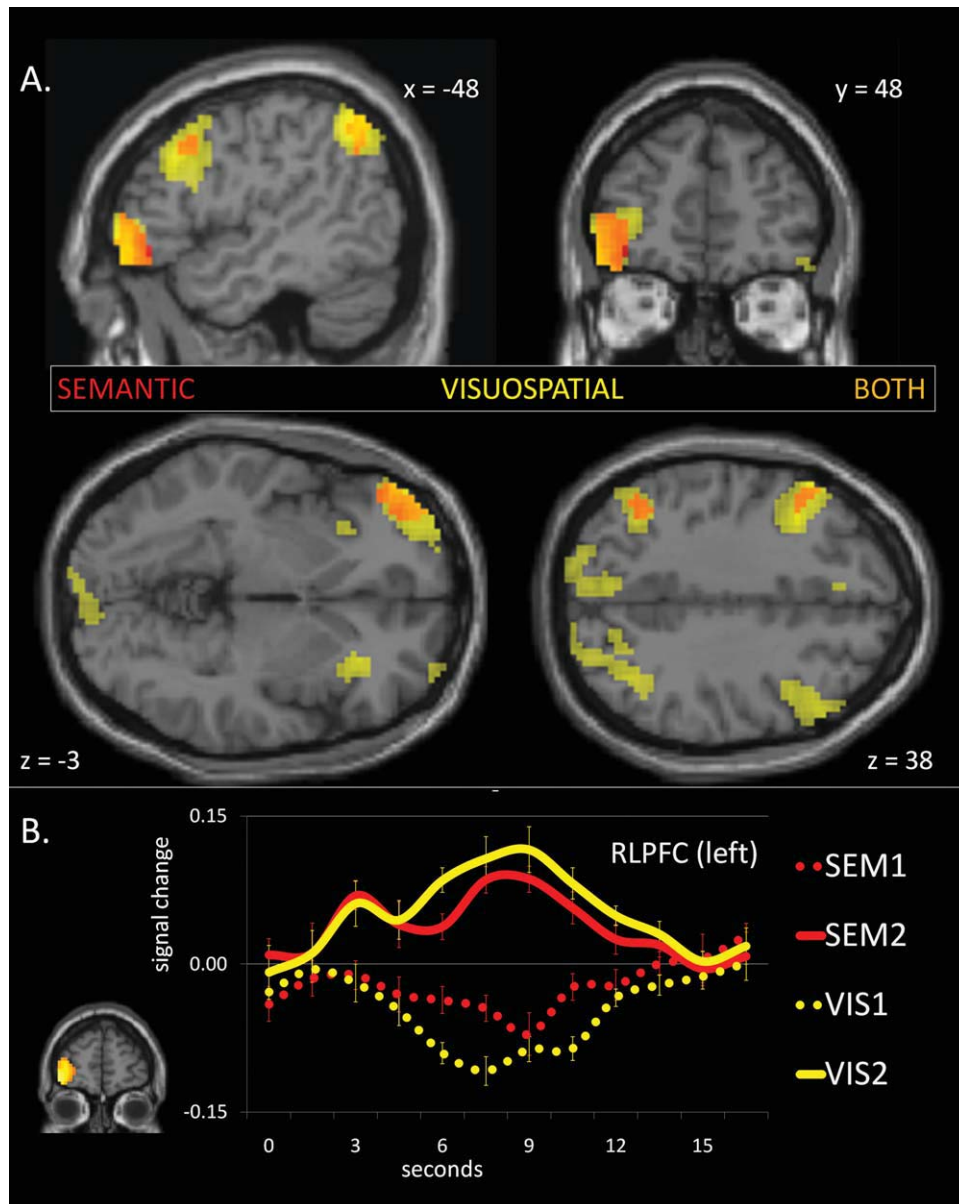 A.
x = -48
y = 48
SEMANTIC VISUOSPATIAL BOTH
z = -3
z = 38
B.
signal change
0.15
0.00
-0.15
RLPFC (left)
SEM1
SEM2
VIS1
VIS2
0 3 6 9 12 15
seconds